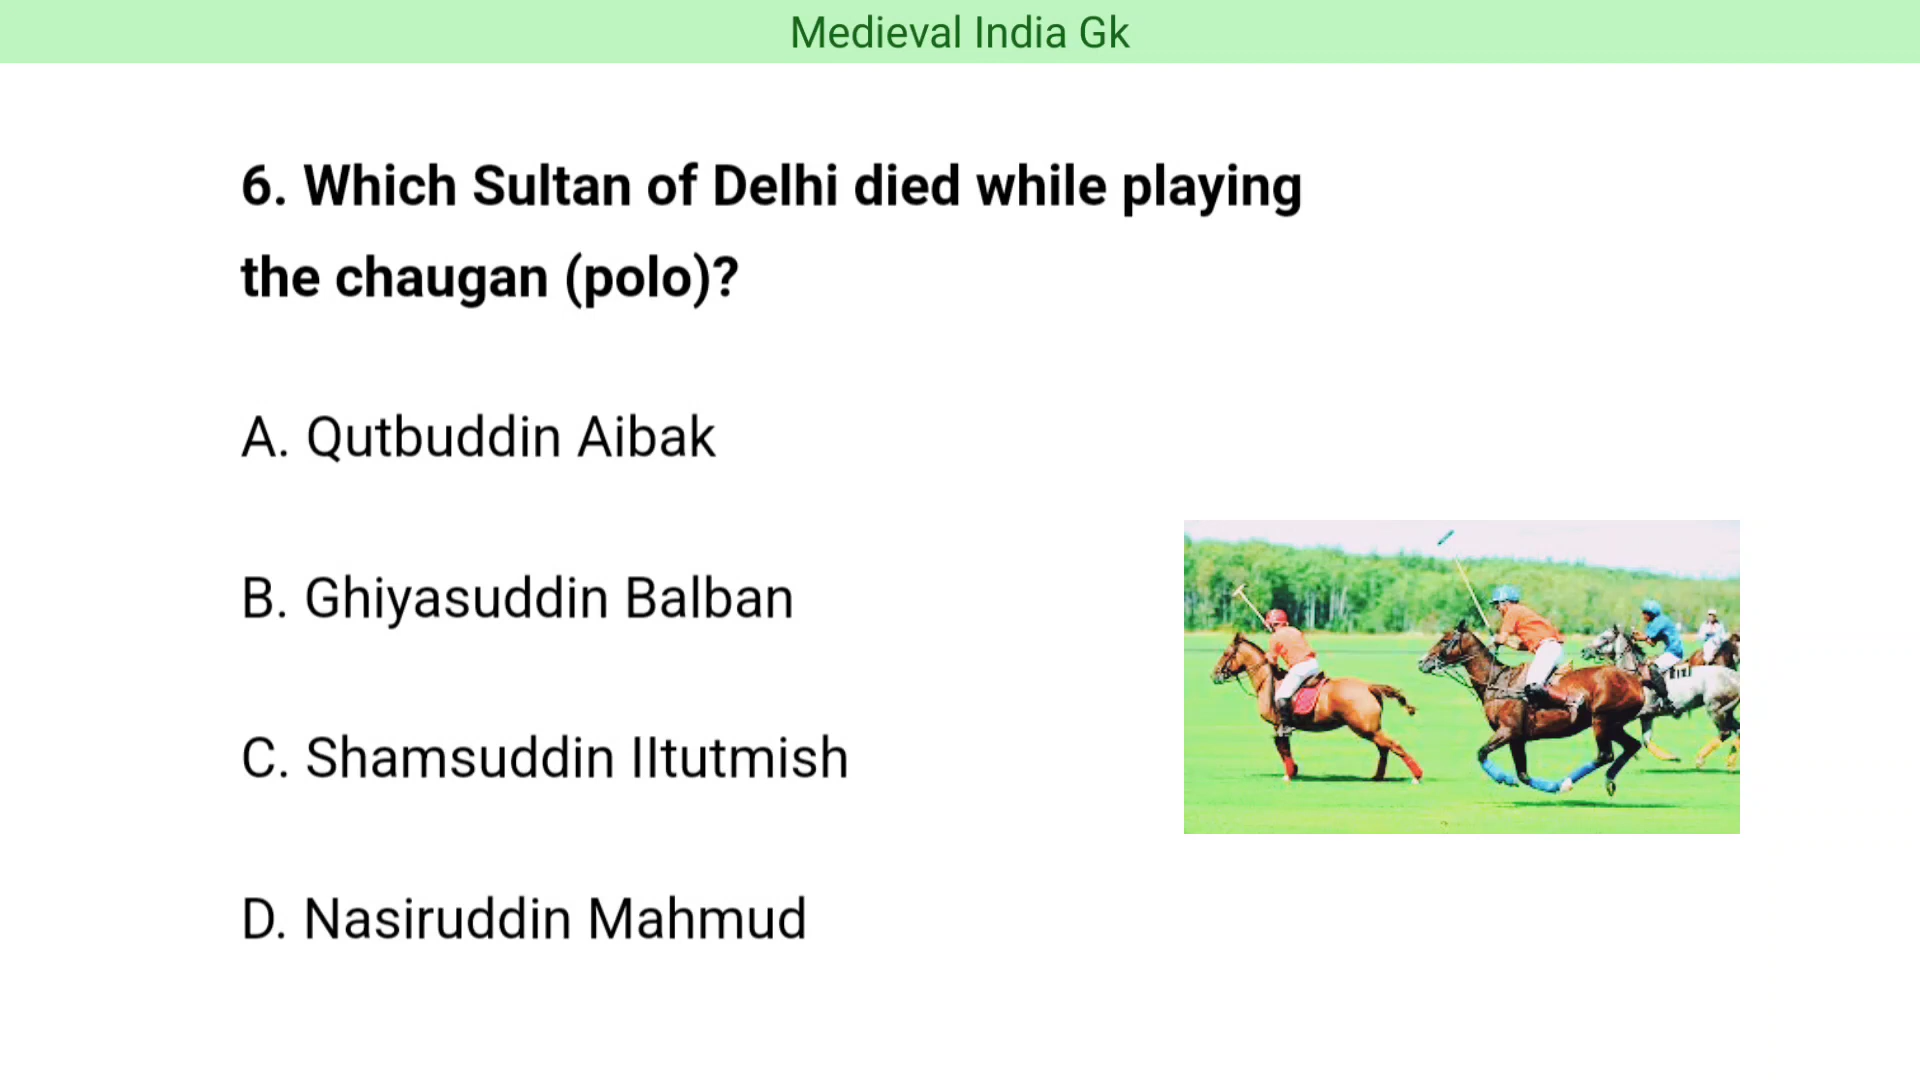 Medieval India Gk
6. Which Sultan of Delhi died while playing
the chaugan (polo)?
A. Qutbuddin Aibak
B. Ghiyasuddin Balban
C. Shamsuddin IItutmish
D. Nasiruddin Mahmud